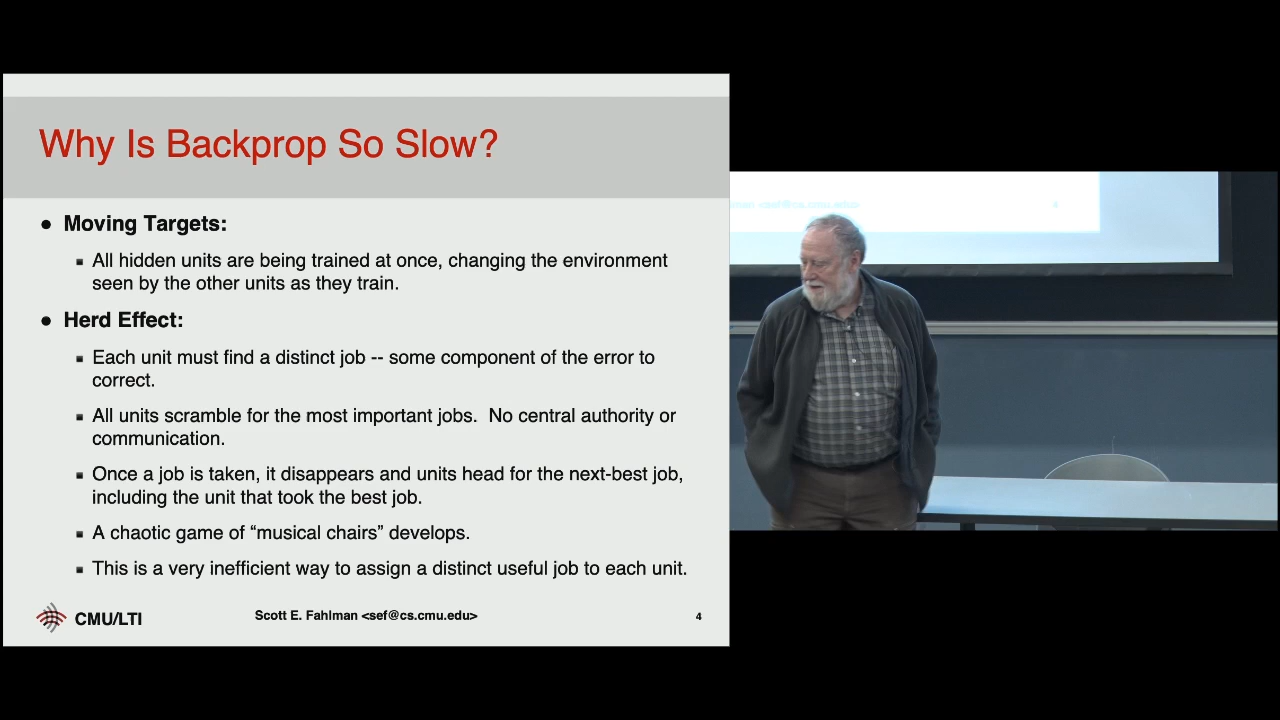 Why Is Backprop So Slow?
● Moving Targets:
▪ All hidden units are being trained at once, changing the environment
seen by the other units as they train.
● Herd Effect:
▪ Each unit must find a distinct job -- some component of the error to
correct.
▪ All units scramble for the most important jobs. No central authority or
communication.
▪ Once a job is taken, it disappears and units head for the next-best job,
including the unit that took the best job.
▪ A chaotic game of “musical chairs” develops.
▪ This is a very inefficient way to assign a distinct useful job to each unit.
CMU/LTI
Scott E. Fahlman <sef@cs.cmu.edu>
4
<sef@cs.cmu.edu>